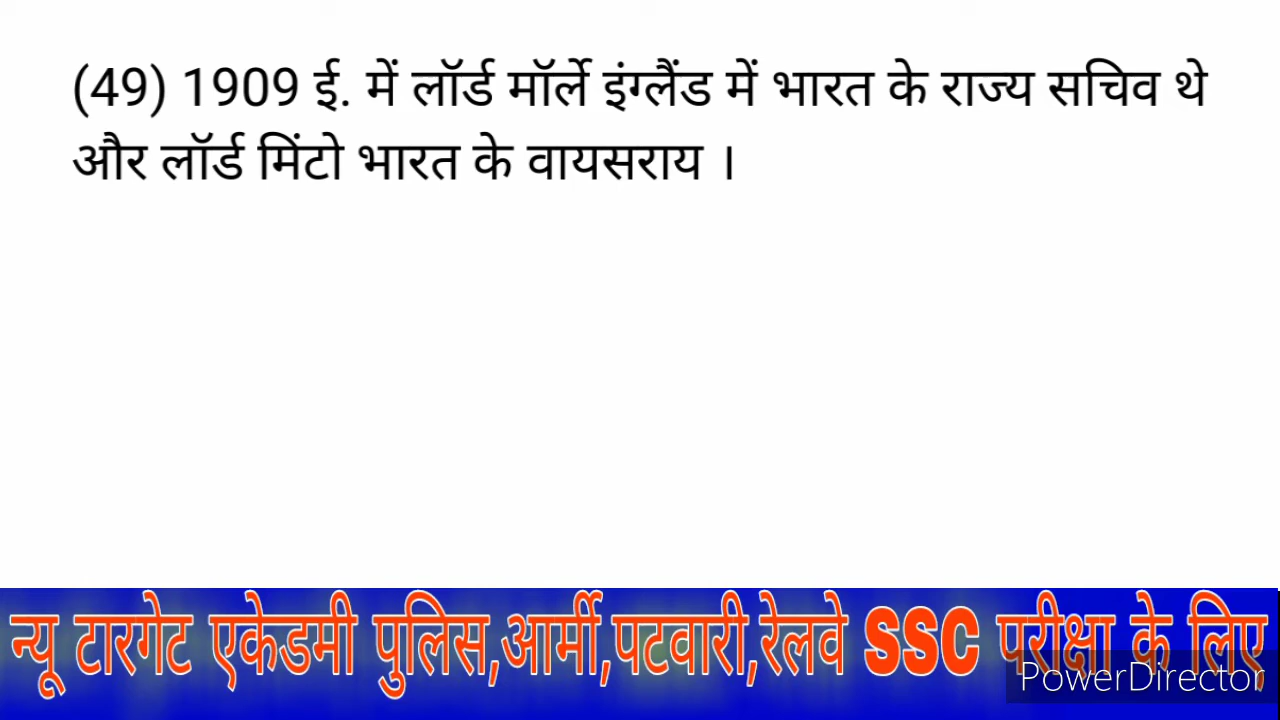 (49) 1909 ई. में लॉर्ड मॉर्ले इंग्लैंड में भारत के राज्य सचिव थे
और लॉर्ड मिंटो भारत के वायसराय ।
न्यू टारगेट एकेडमी पुलिस,आर्मी,पटवारी,रेलवे SSC परीक्षा के लिए
PowerDirector